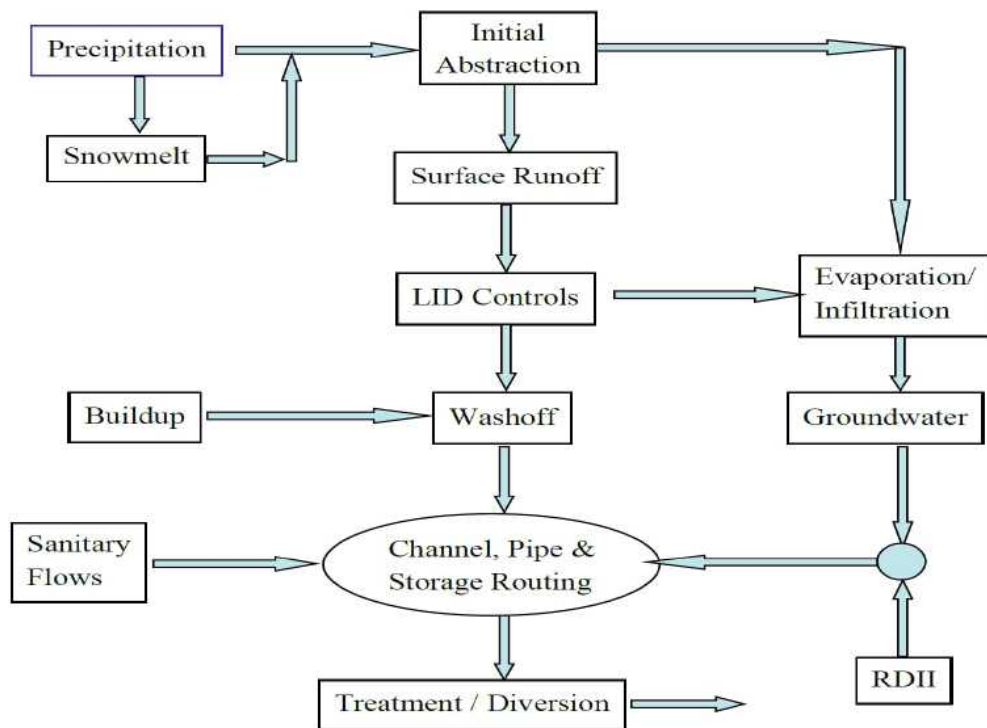 Precipitation
Initial
Abstraction
Snowmelt
Surface Runoff
LID Controls
Evaporation/
Infiltration
Buildup
Washoff
Groundwater
Sanitary
Flows
Channel, Pipe &
Storage Routing
RDII
Treatment / Diversion